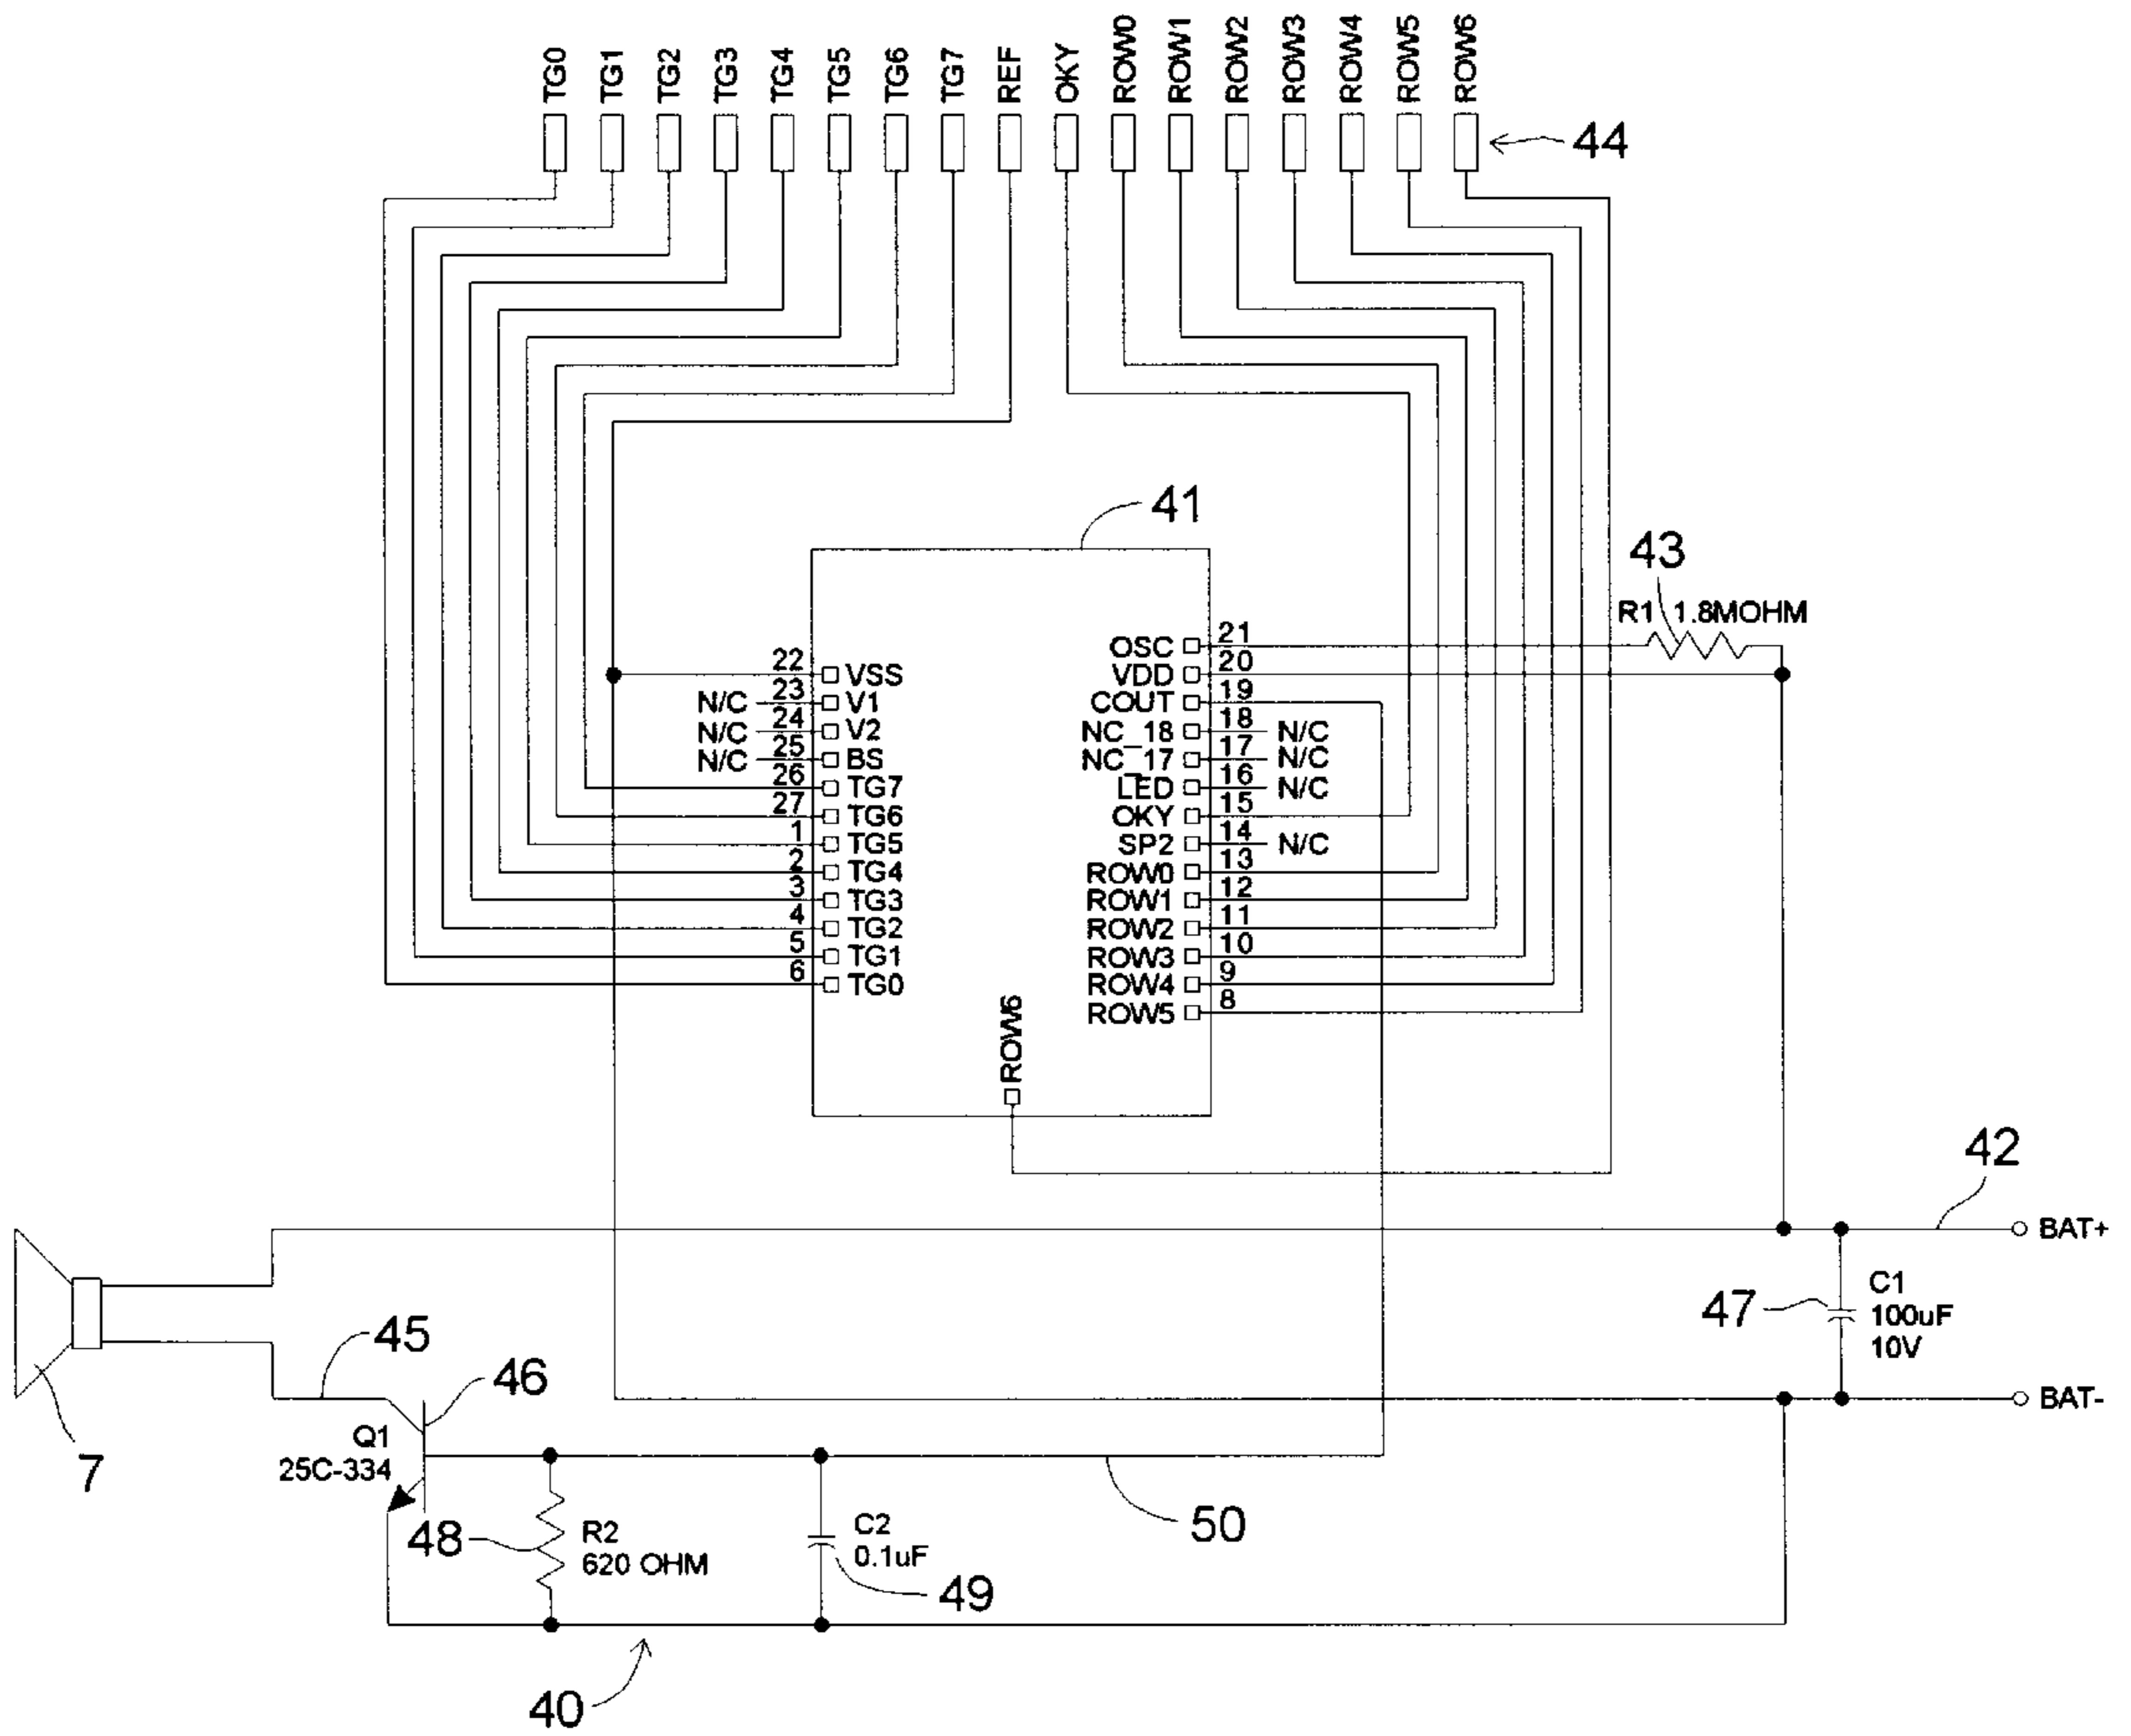 TG0
TG1
TG2
TG3
TG4
TG5
TG6
TG7
REF
OKY
ROW0
ROW1
ROW2
ROW3
ROW4
ROW5
ROW6
44
41
43
R1 1.8MOHM
22 VSS
N/C 23 V1
N/C 24 V2
N/C 25 BS
26 TG7
27 TG6
1 TG5
2 TG4
3 TG3
4 TG2
5 TG1
6 TG0
OSC 21
VDD 20
COUT 19
NC_18 18 N/C
NC_17 17 N/C
LED 16 N/C
OKY 15
SP2 14 N/C
ROW0 13
ROW1 12
ROW2 11
ROW3 10
ROW4 9
ROW5 8
ROW6
42
BAT+
47
C1
100uF
10V
BAT-
45
46
7
Q1
25C-334
48
R2
620 OHM
C2
0.1uF
49
50
40